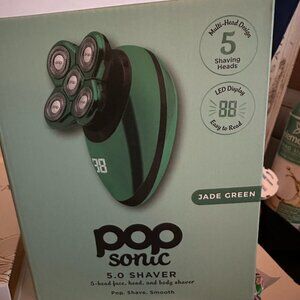 Multi-Head Design
5
Shaving
Heads
LED Display
88
Easy to Read
38
JADE GREEN
pop
sonic
5.0 SHAVER
5-head face, head, and body shaver
Pop. Shave. Smooth